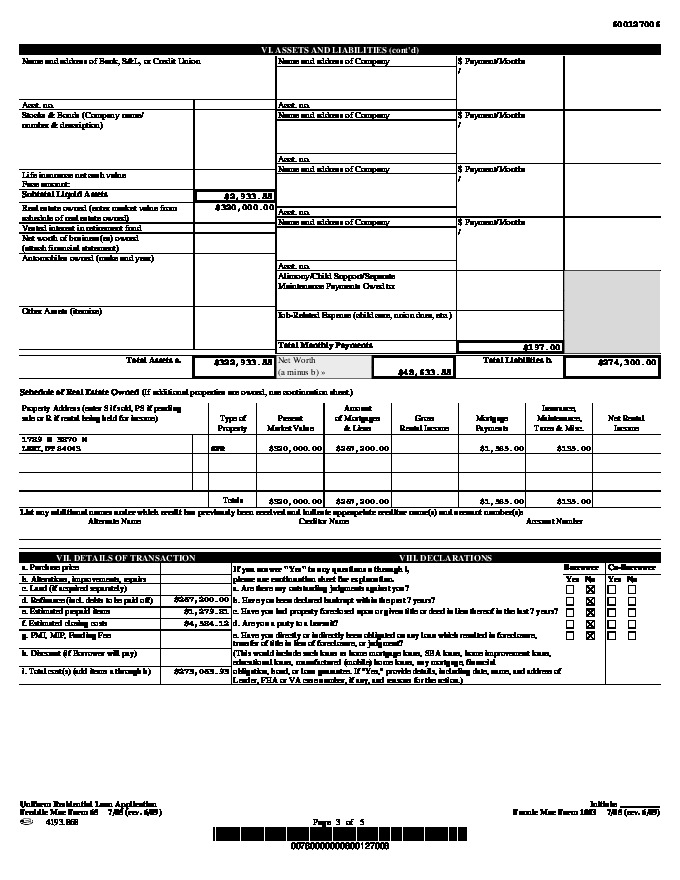 600127006
VI. ASSETS AND LIABILITIES (cont'd)
Name and address of Bank, S&L, or Credit Union
Name and address of Company
$ Payment/Months
/
Acct. no.
Acct. no.
Stocks & Bonds (Company name/
number & description)
Name and address of Company
$ Payment/Months
/
Acct. no.
Life insurance net cash value
Face amount:
Name and address of Company
$ Payment/Months
/
Subtotal Liquid Assets
$2,933.88
Real estate owned (enter market value from
schedule of real estate owned)
$320,000.00
Acct. no.
Vested interest in retirement fund
Name and address of Company
$ Payment/Months
/
Net worth of business(es) owned
(attach financial statement)
Automobiles owned (make and year)
Acct. no.
Alimony/Child Support/Separate
Maintenance Payments Owed to:
Other Assets (itemize)
Job-Related Expense (child care, union dues, etc.)
Total Monthly Payments
$197.00
Total Assets a.
$322,933.88
Net Worth
(a minus b) »
$48,633.88
Total Liabilities b.
$274,300.00
Schedule of Real Estate Owned (If additional properties are owned, use continuation sheet.)
Property Address (enter S if sold, PS if pending
sale or R if rental being held for income)
Type of
Property
Present
Market Value
Amount
of Mortgages
& Liens
Gross
Rental Income
Mortgage
Payments
Insurance,
Maintenance,
Taxes & Misc.
Net Rental
Income
1789 N 3870 N
LEHI, UT 84043
SFR
$320,000.00
$267,200.00
$1,565.00
$135.00
Totals
$320,000.00
$267,200.00
$1,565.00
$135.00
List any additional names under which credit has previously been received and indicate appropriate creditor name(s) and account number(s):
Alternate Name
Creditor Name
Account Number
VII. DETAILS OF TRANSACTION
VIII. DECLARATIONS
a. Purchase price
b. Alterations, improvements, repairs
c. Land (if acquired separately)
d. Refinance (incl. debts to be paid off)
$267,200.00
e. Estimated prepaid items
$1,279.81
f. Estimated closing costs
$4,584.12
g. PMI, MIP, Funding Fee
h. Discount (if Borrower will pay)
i. Total cost(s) (add items a through h)
$273,063.93
If you answer "Yes" to any questions a through i,
please use continuation sheet for explanation.
Borrower
Co-Borrower
Yes No
Yes No
a. Are there any outstanding judgments against you?
b. Have you been declared bankrupt within the past 7 years?
c. Have you had property foreclosed upon or given title or deed in lieu thereof in the last 7 years?
d. Are you a party to a lawsuit?
e. Have you directly or indirectly been obligated on any loan which resulted in foreclosure,
transfer of title in lieu of foreclosure, or judgment?
(This would include such loans as home mortgage loans, SBA loans, home improvement loans,
educational loans, manufactured (mobile) home loans, any mortgage, financial
obligation, bond, or loan guarantee. If "Yes," provide details, including date, name, and address of
Lender, FHA or VA case number, if any, and reasons for the action.)
Uniform Residential Loan Application
Freddie Mac Form 65 7/05 (rev. 6/09)
4193.868
Page 3 of 5
Initials:
Fannie Mae Form 1003 7/05 (rev. 6/09)